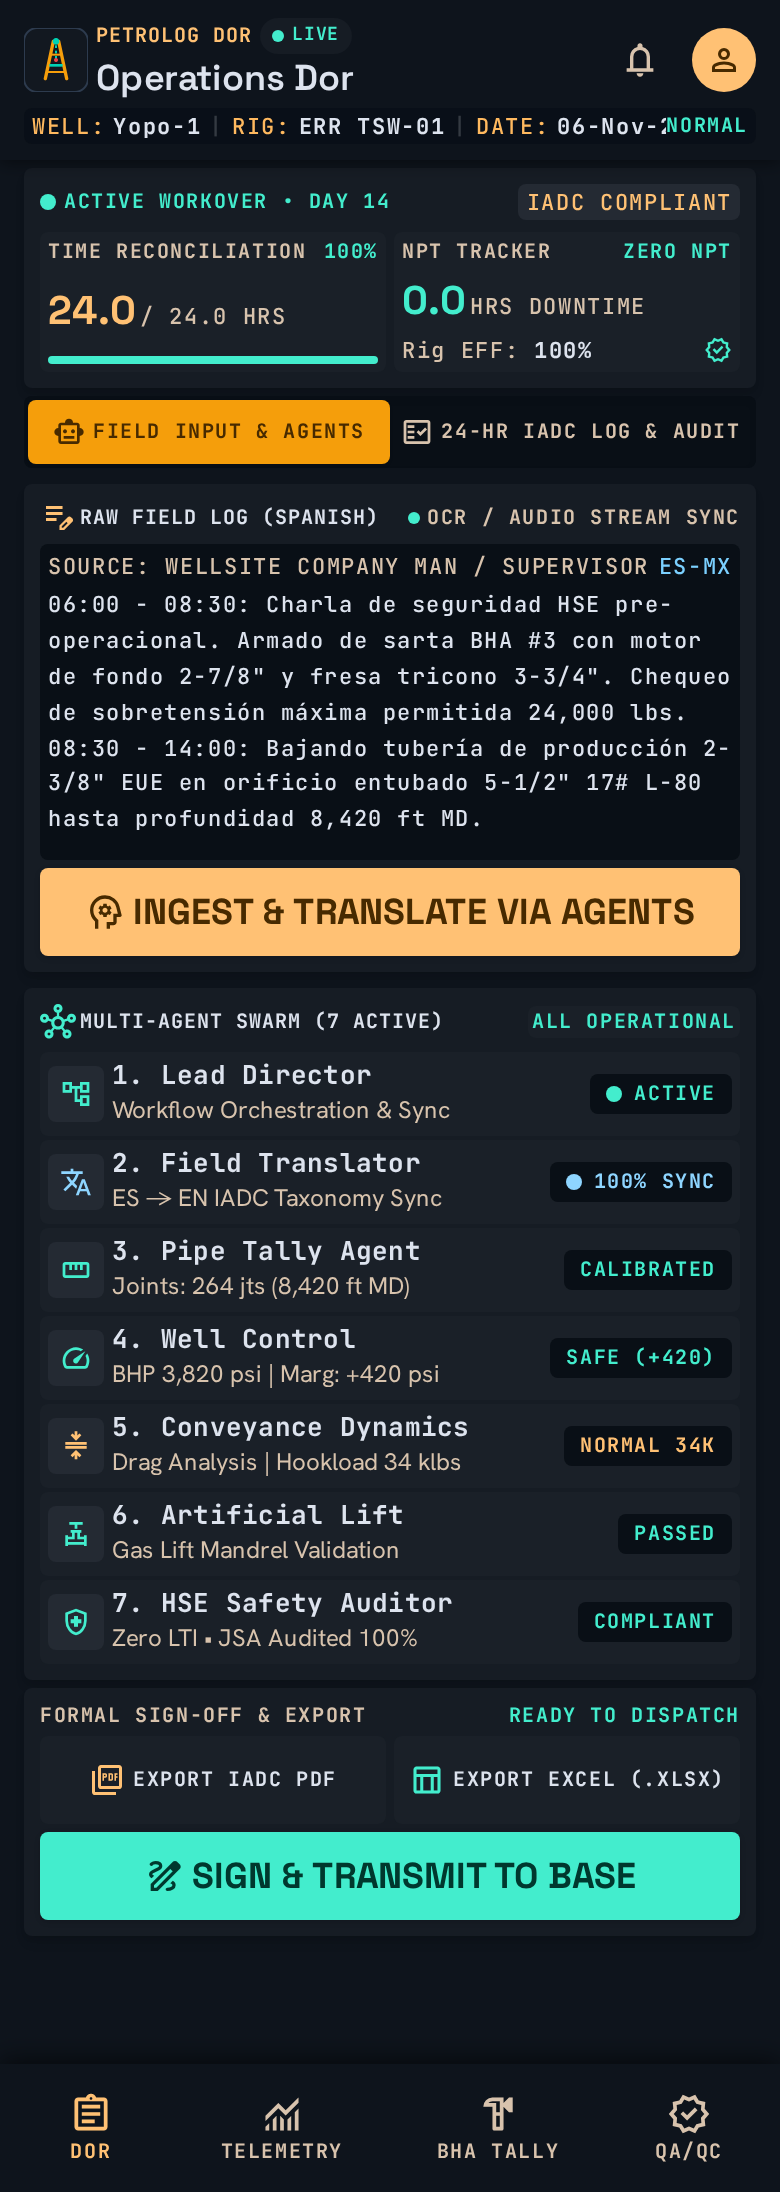 PETROLOG DOR LIVE
Operations Dor
WELL: Yopo-1 | RIG: ERR TSW-01 | DATE: 06-Nov- NORMAL
ACTIVE WORKOVER • DAY 14 IADC COMPLIANT
TIME RECONCILIATION 100%
24.0 / 24.0 HRS
NPT TRACKER ZERO NPT
0.0 HRS DOWNTIME
Rig EFF: 100%
FIELD INPUT & AGENTS
24-HR IADC LOG & AUDIT
RAW FIELD LOG (SPANISH) OCR / AUDIO STREAM SYNC
SOURCE: WELLSITE COMPANY MAN / SUPERVISOR ES-MX
06:00 - 08:30: Charla de seguridad HSE pre-
operacional. Armado de sarta BHA #3 con motor
de fondo 2-7/8" y fresa tricono 3-3/4". Chequeo
de sobretensión máxima permitida 24,000 lbs.
08:30 - 14:00: Bajando tubería de producción 2-
3/8" EUE en orificio entubado 5-1/2" 17# L-80
hasta profundidad 8,420 ft MD.
INGEST & TRANSLATE VIA AGENTS
MULTI-AGENT SWARM (7 ACTIVE) ALL OPERATIONAL
1. Lead Director
Workflow Orchestration & Sync
ACTIVE
2. Field Translator
ES → EN IADC Taxonomy Sync
100% SYNC
3. Pipe Tally Agent
Joints: 264 jts (8,420 ft MD)
CALIBRATED
4. Well Control
BHP 3,820 psi | Marg: +420 psi
SAFE (+420)
5. Conveyance Dynamics
Drag Analysis | Hookload 34 klbs
NORMAL 34K
6. Artificial Lift
Gas Lift Mandrel Validation
PASSED
7. HSE Safety Auditor
Zero LTI ▪ JSA Audited 100%
COMPLIANT
FORMAL SIGN-OFF & EXPORT READY TO DISPATCH
PDF EXPORT IADC PDF
EXPORT EXCEL (.XLSX)
SIGN & TRANSMIT TO BASE
DOR TELEMETRY BHA TALLY QA/QC